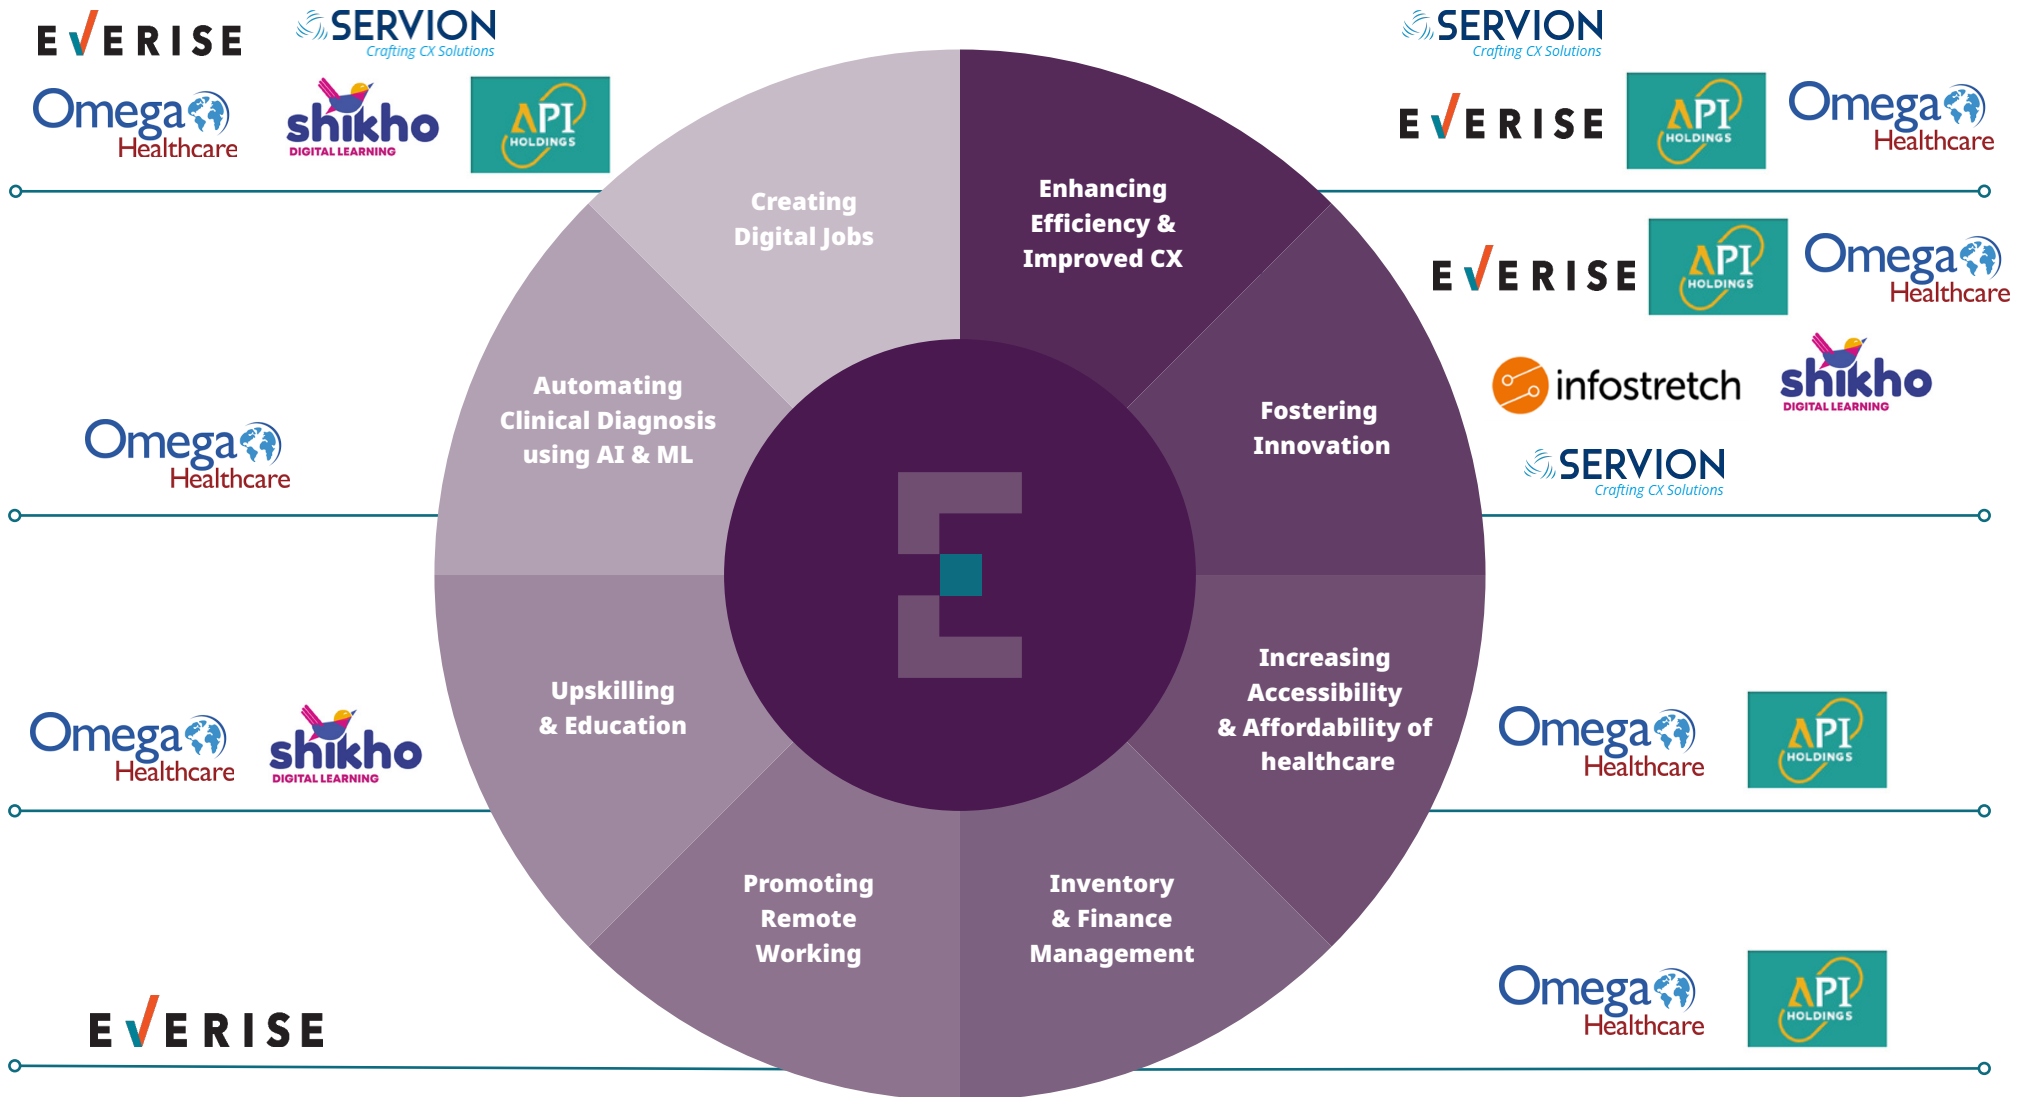 EVERISE
SERVION
Crafting CX Solutions
Omega
Healthcare
shikho
DIGITAL LEARNING
API
HOLDINGS
Creating
Digital Jobs
Enhancing
Efficiency &
Improved CX
SERVION
Crafting CX Solutions
EVERISE
API
HOLDINGS
Omega
Healthcare
EVERISE
API
HOLDINGS
Omega
Healthcare
infostretch
shikho
DIGITAL LEARNING
SERVION
Crafting CX Solutions
Fostering
Innovation
Omega
Healthcare
Automating
Clinical Diagnosis
using AI & ML
E
Omega
Healthcare
shikho
DIGITAL LEARNING
Upskilling
& Education
Increasing
Accessibility
& Affordability of
healthcare
Omega
Healthcare
API
HOLDINGS
EVERISE
Promoting
Remote
Working
Inventory
& Finance
Management
Omega
Healthcare
API
HOLDINGS